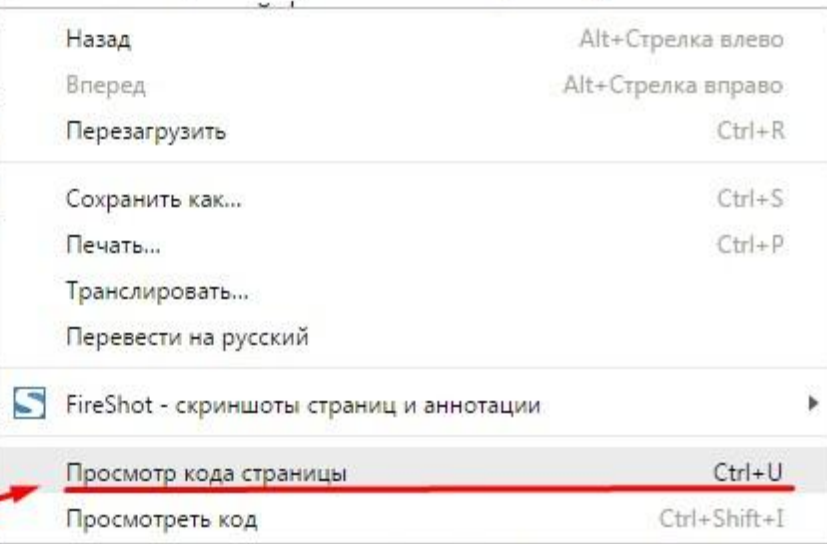 Назад Alt+Стрелка влево
Вперед Alt+Стрелка вправо
Перезагрузить Ctrl+R
Сохранить как... Ctrl+S
Печать... Ctrl+P
Транслировать...
Перевести на русский
FireShot - скриншоты страниц и аннотации
Просмотр кода страницы Ctrl+U
Просмотреть код Ctrl+Shift+I